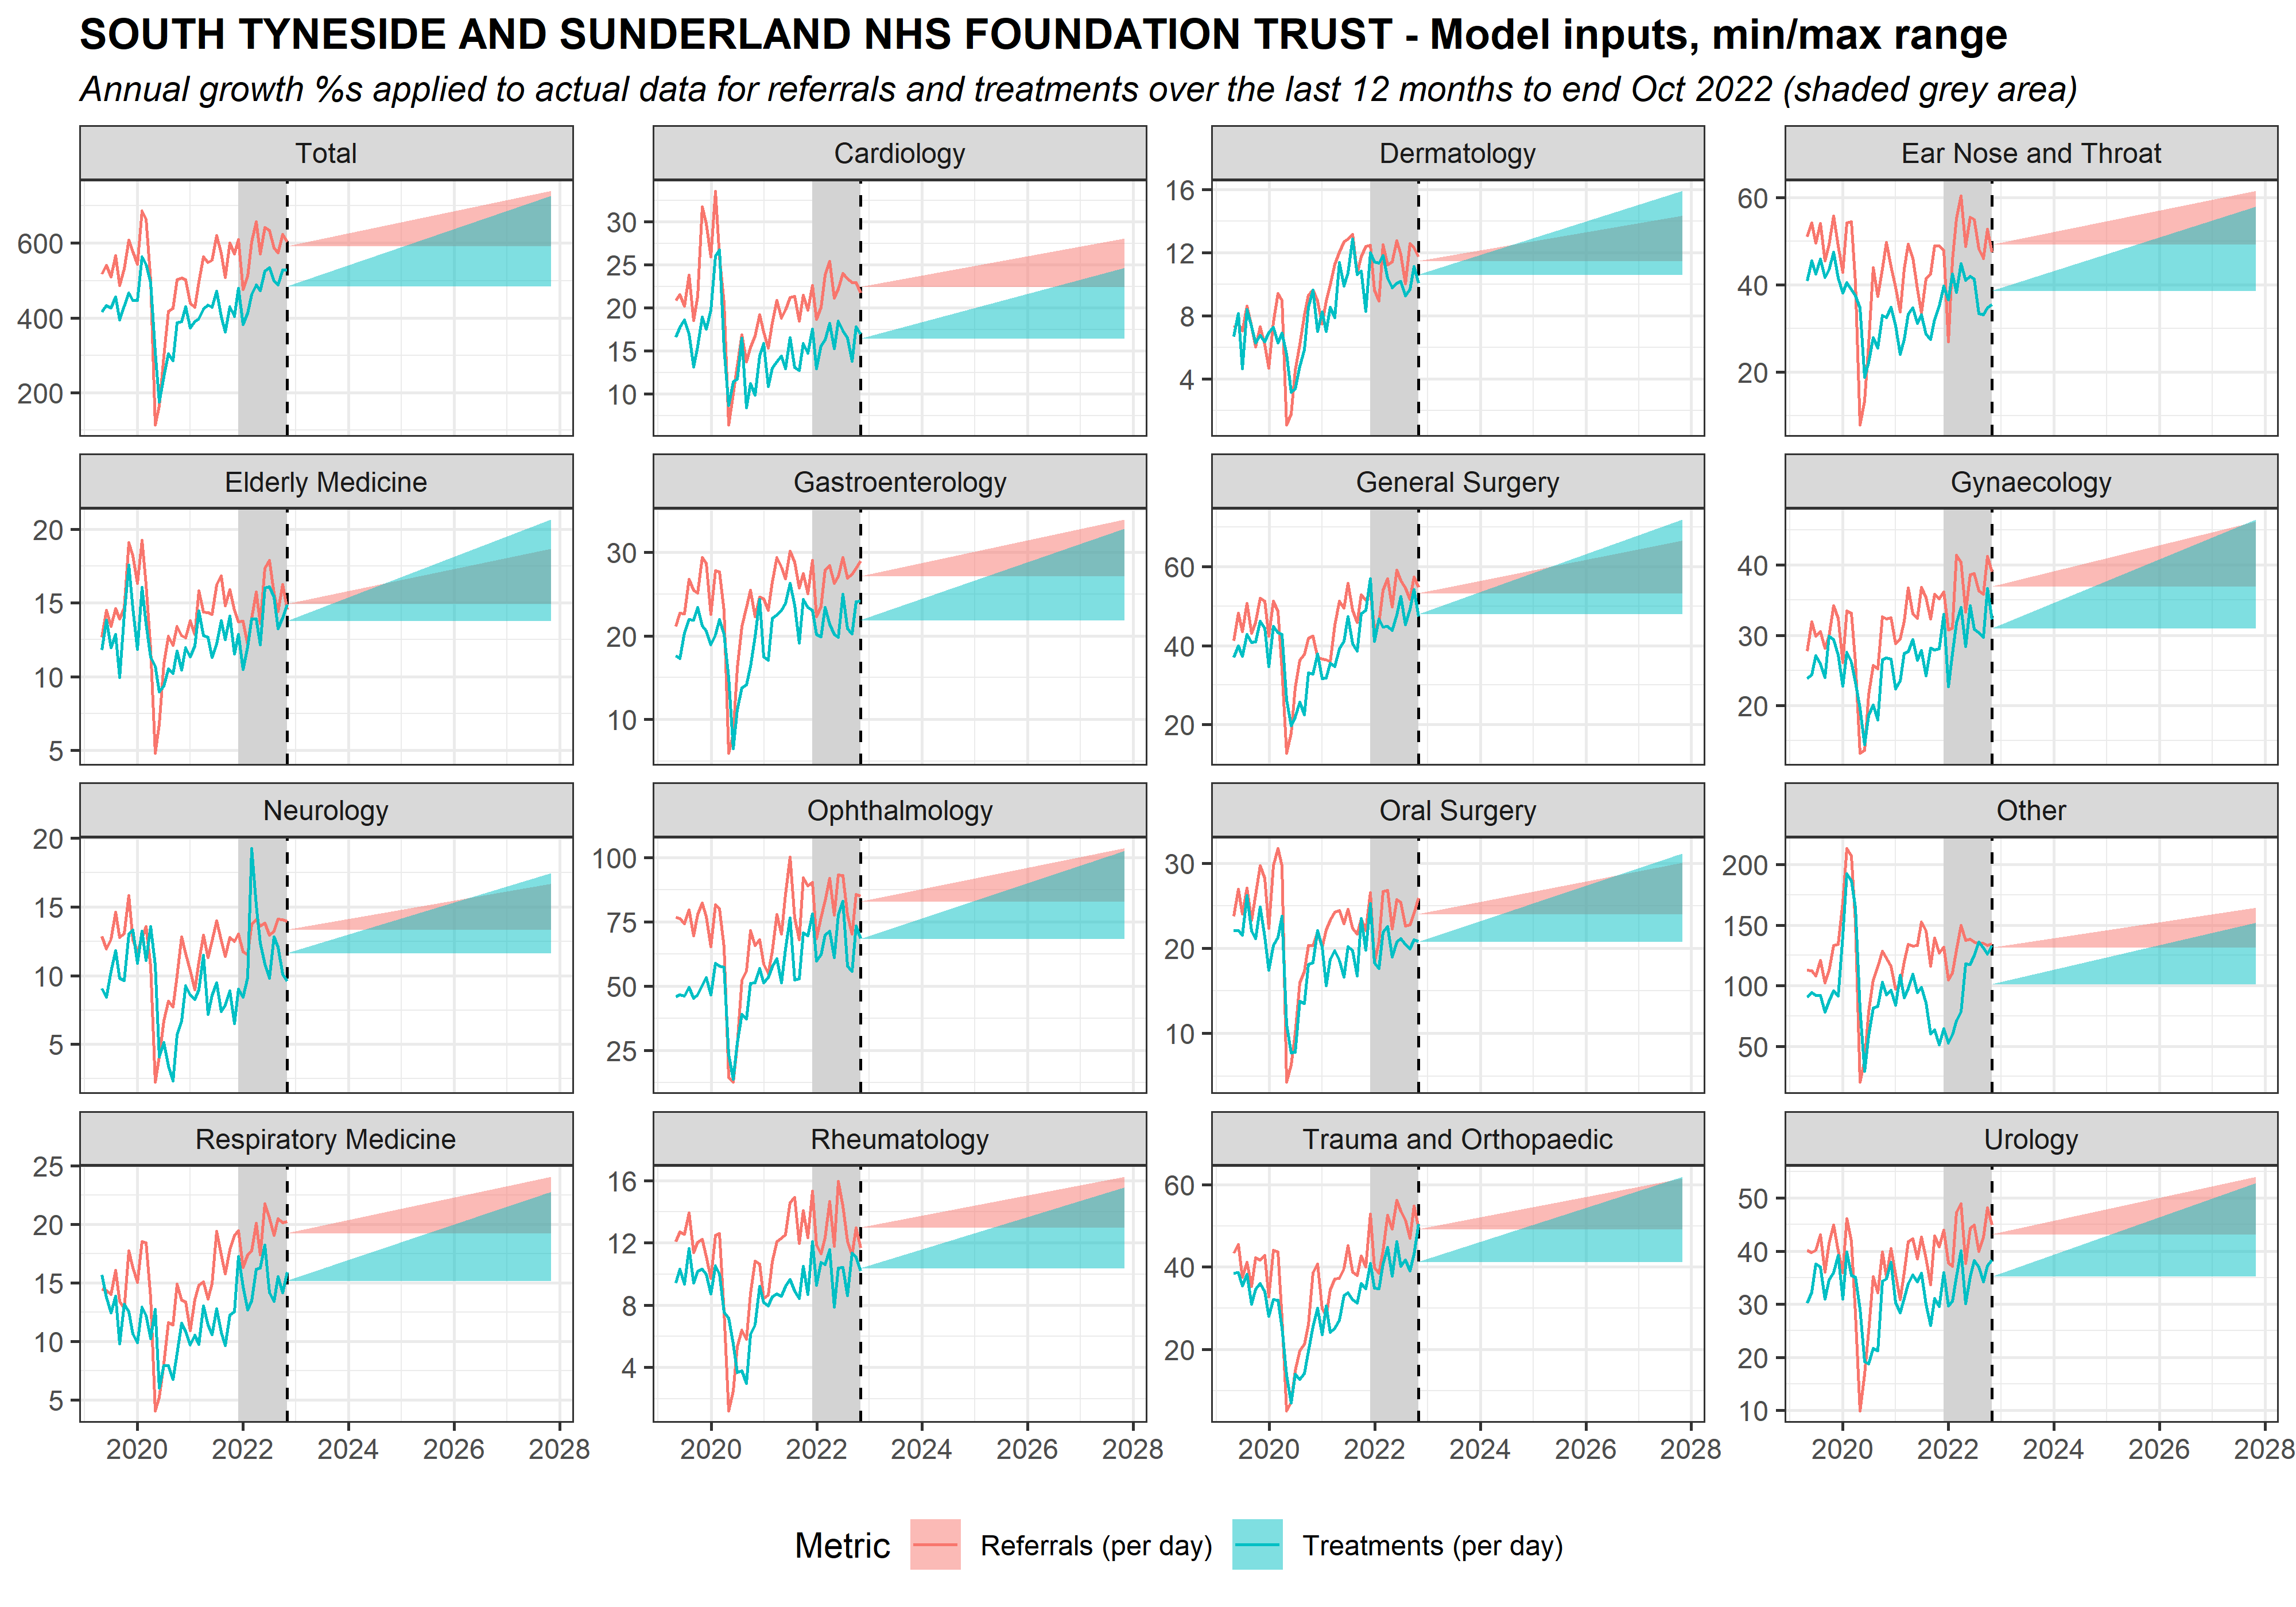 SOUTH TYNESIDE AND SUNDERLAND NHS FOUNDATION TRUST - Model inputs, min/max range
Annual growth %s applied to actual data for referrals and treatments over the last 12 months to end Oct 2022 (shaded grey area)
Total
Cardiology
Dermatology
Ear Nose and Throat
600
400
200
30
25
20
15
10
16
12
8
4
60
40
20
Elderly Medicine
Gastroenterology
General Surgery
Gynaecology
20
15
10
5
30
20
10
60
40
20
40
30
20
Neurology
Ophthalmology
Oral Surgery
Other
20
15
10
5
100
75
50
25
30
20
10
200
150
100
50
Respiratory Medicine
Rheumatology
Trauma and Orthopaedic
Urology
25
20
15
10
5
16
12
8
4
60
40
20
50
40
30
20
10
2020 2022 2024 2026 2028
2020 2022 2024 2026 2028
2020 2022 2024 2026 2028
2020 2022 2024 2026 2028
Metric Referrals (per day) Treatments (per day)